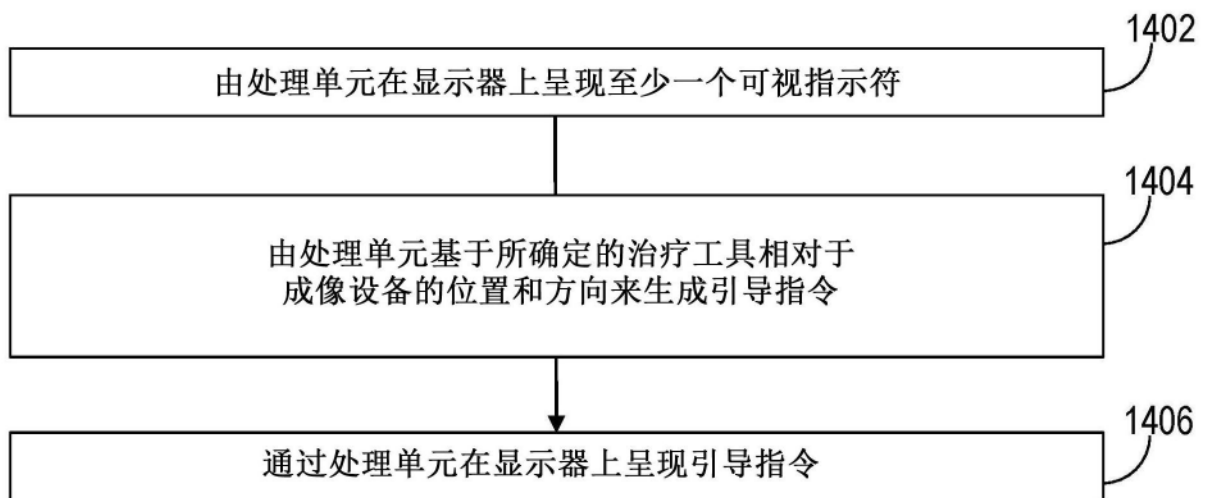 1402
由处理单元在显示器上呈现至少一个可视指示符
1404
由处理单元基于所确定的治疗工具相对于
成像设备的位置和方向来生成引导指令
1406
通过处理单元在显示器上呈现引导指令